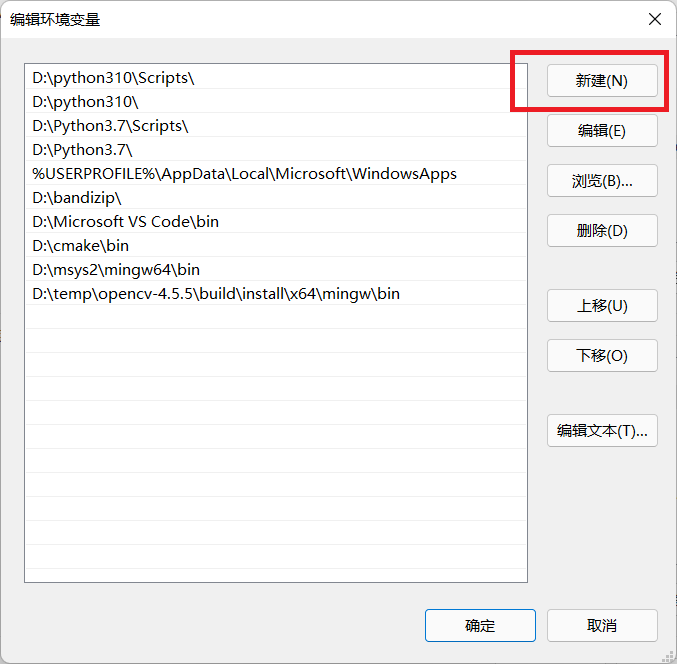 编辑环境变量
D:\python310\Scripts\
D:\python310\
D:\Python3.7\Scripts\
D:\Python3.7\
%USERPROFILE%\AppData\Local\Microsoft\WindowsApps
D:\bandizip\
D:\Microsoft VS Code\bin
D:\cmake\bin
D:\msys2\mingw64\bin
D:\temp\opencv-4.5.5\build\install\x64\mingw\bin
新建(N)
编辑(E)
浏览(B)...
删除(D)
上移(U)
下移(O)
编辑文本(T)...
确定
取消